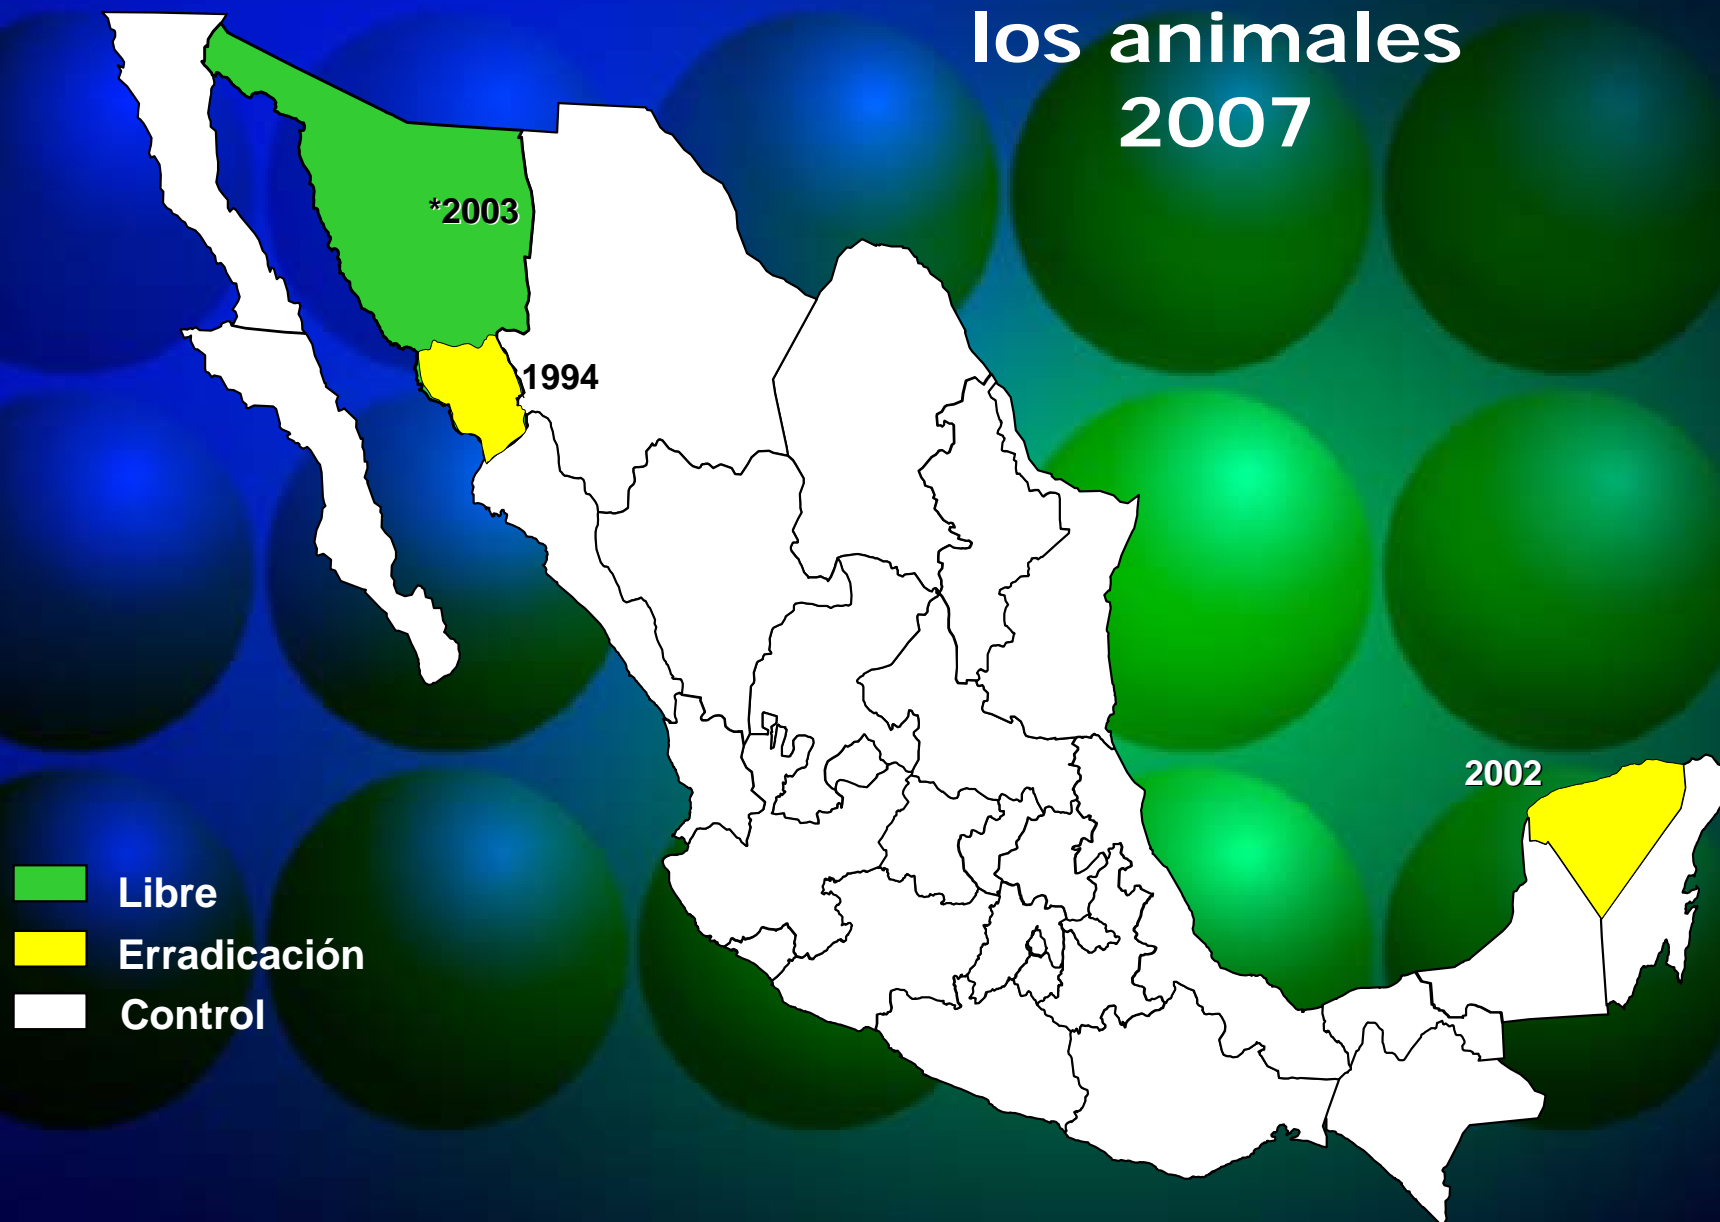 los animales
2007
*2003
1994
2002
Libre
Erradicación
Control